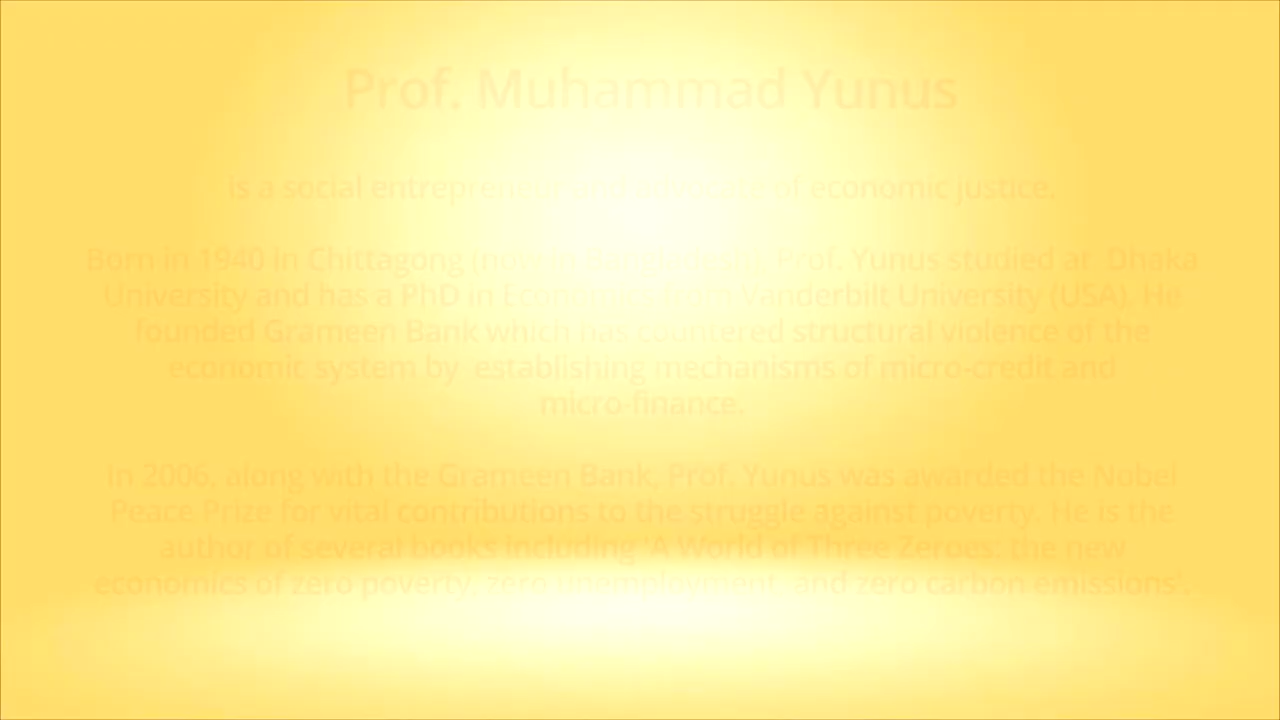 Prof. Muhammad Yunus
is a social entrepreneur and advocate of economic justice.
Born in 1940 in Chittagong (now in Bangladesh), Prof. Yunus studied at Dhaka
University and has a PhD in Economics from Vanderbilt University (USA). He
founded Grameen Bank which has countered structural violence of the
economic system by establishing mechanisms of micro-credit and
micro-finance.
In 2006, along with the Grameen Bank, Prof. Yunus was awarded the Nobel
Peace Prize for vital contributions to the struggle against poverty. He is the
author of several books including 'A World of Three Zeroes: the new
economics of zero poverty, zero unemployment, and zero carbon emissions'.